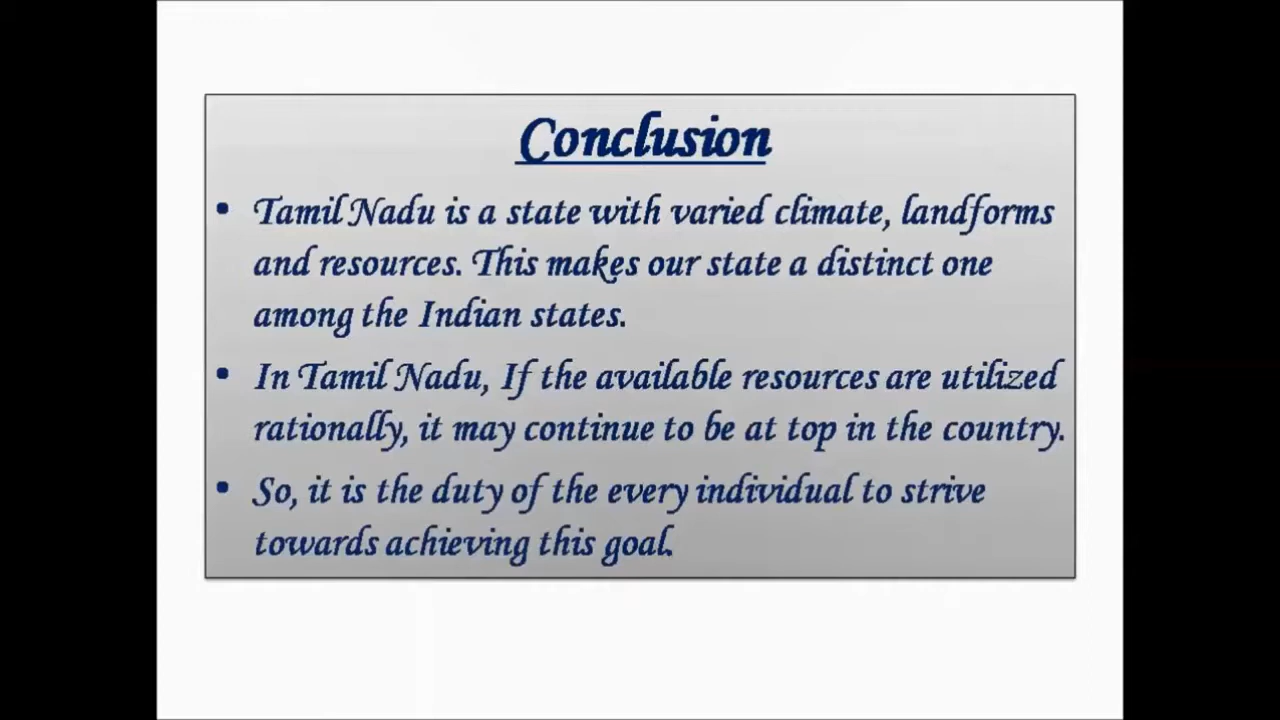 Conclusion
• Tamil Nadu is a state with varied climate, landforms
and resources. This makes our state a distinct one
among the Indian states.
• In Tamil Nadu, If the available resources are utilized
rationally, it may continue to be at top in the country.
• So, it is the duty of the every individual to strive
towards achieving this goal.